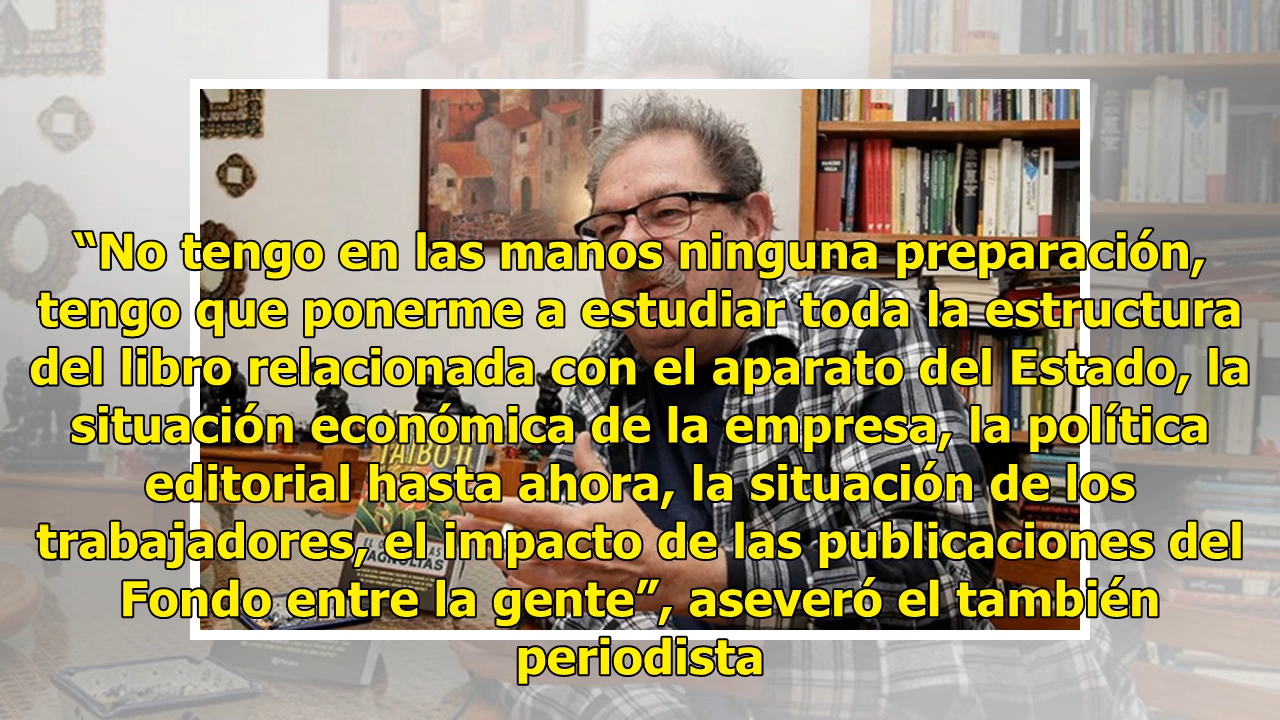 “No tengo en las manos ninguna preparación,
tengo que ponerme a estudiar toda la estructura
del libro relacionada con el aparato del Estado, la
situación económica de la empresa, la política
editorial hasta ahora, la situación de los
trabajadores, el impacto de las publicaciones del
Fondo entre la gente”, aseveró el también
periodista
TAIBO II